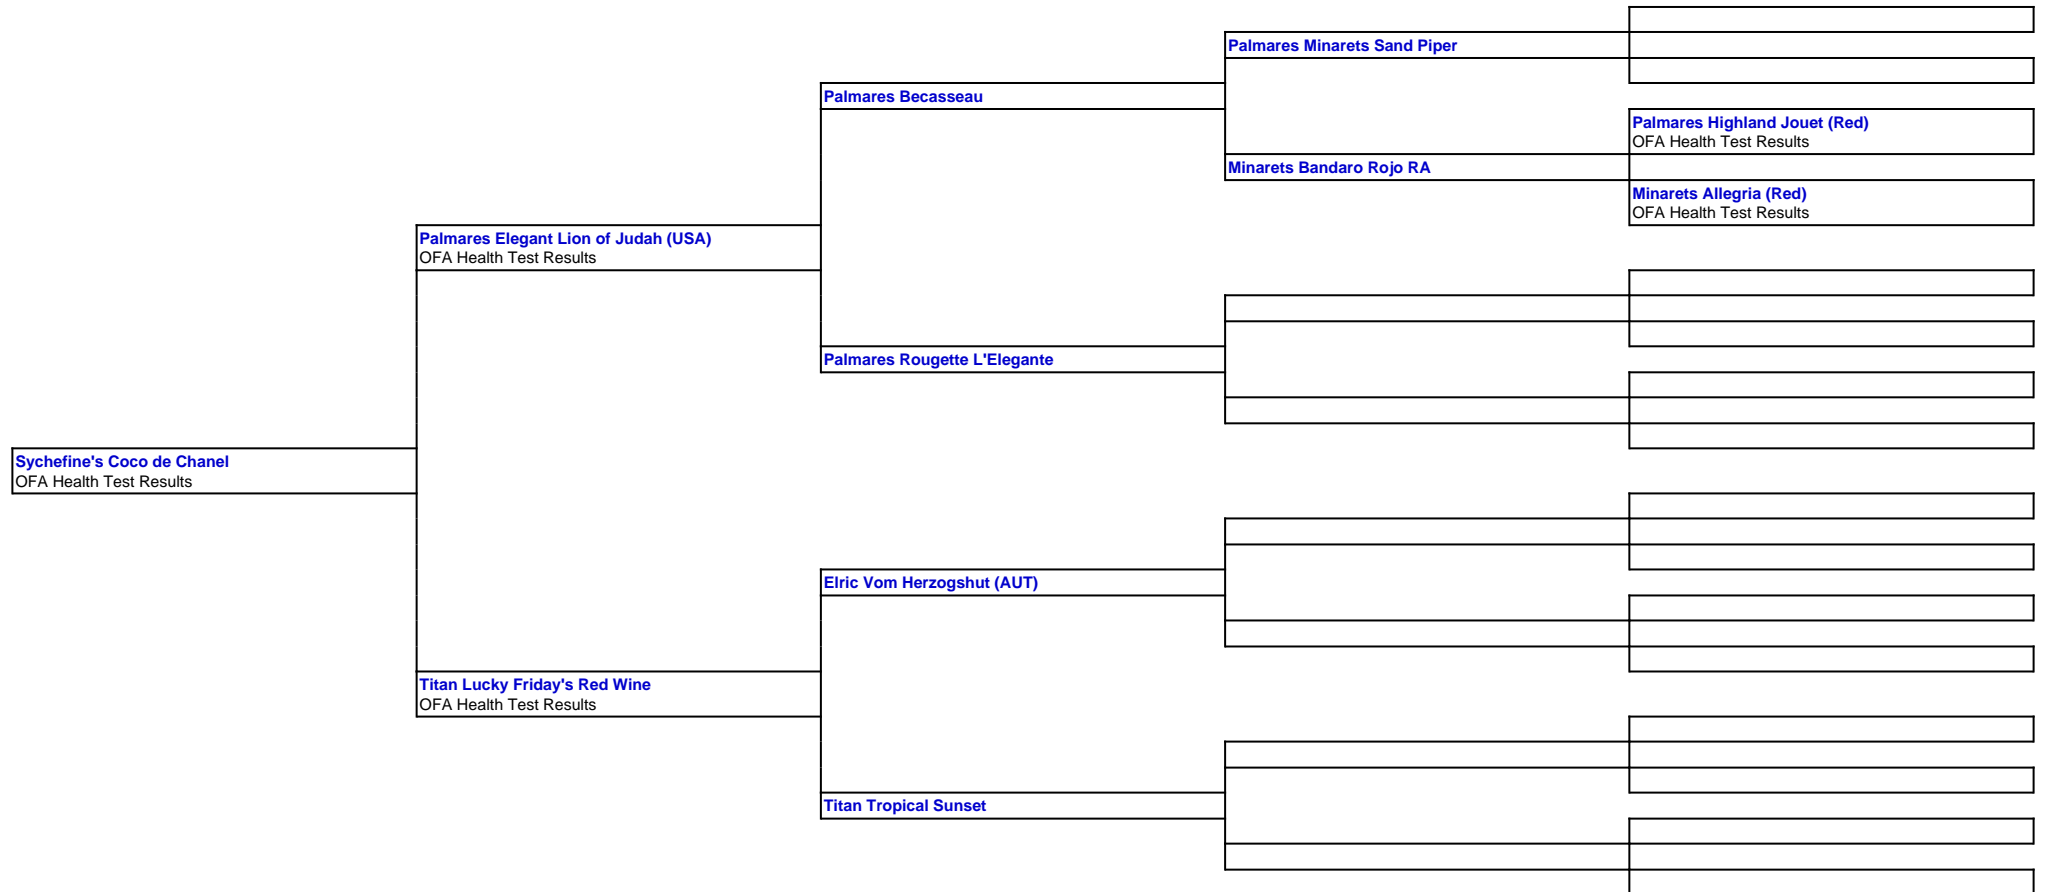 Palmares Minarets Sand Piper
Palmares Becasseau
Palmares Highland Jouet (Red)
OFA Health Test Results
Minarets Bandaro Rojo RA
Minarets Allegria (Red)
OFA Health Test Results
Palmares Elegant Lion of Judah (USA)
OFA Health Test Results
Palmares Rougette L'Elegante
Sychefine's Coco de Chanel
OFA Health Test Results
Elric Vom Herzogshut (AUT)
Titan Lucky Friday's Red Wine
OFA Health Test Results
Titan Tropical Sunset